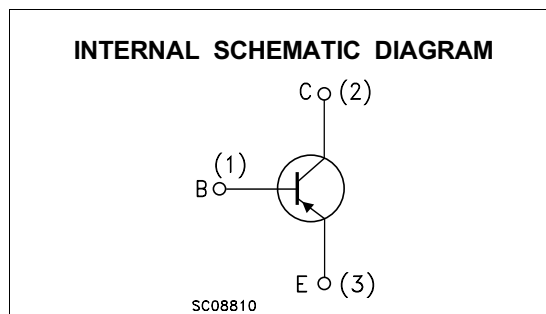 INTERNAL SCHEMATIC DIAGRAM
C (2)
(1)
B
E (3)
SC08810